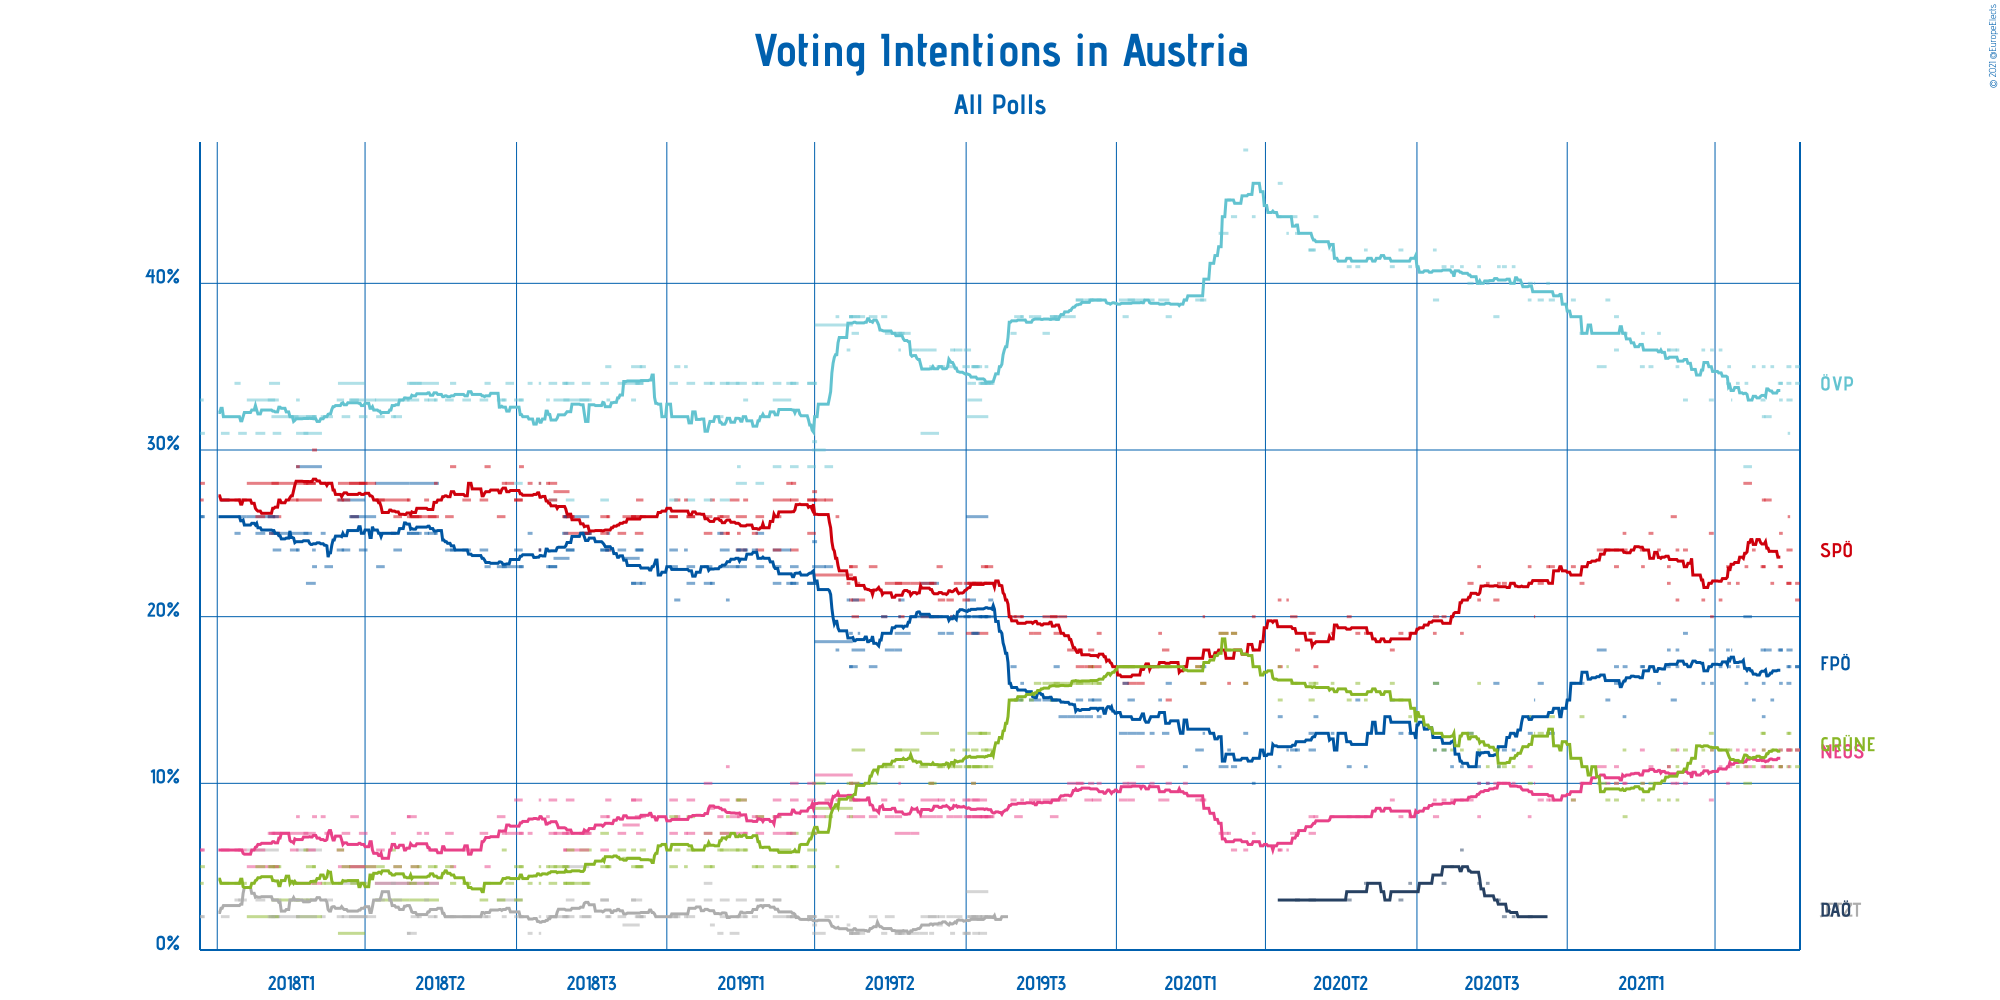 Voting Intentions in Austria
© 2021 @EuropeElects
All Polls
40%
30%
20%
10%
0%
ÖVP
SPÖ
FPÖ
GRÜNE
NEOS
DAÖ
2018T1 2018T2 2018T3 2019T1 2019T2 2019T3 2020T1 2020T2 2020T3 2021T1